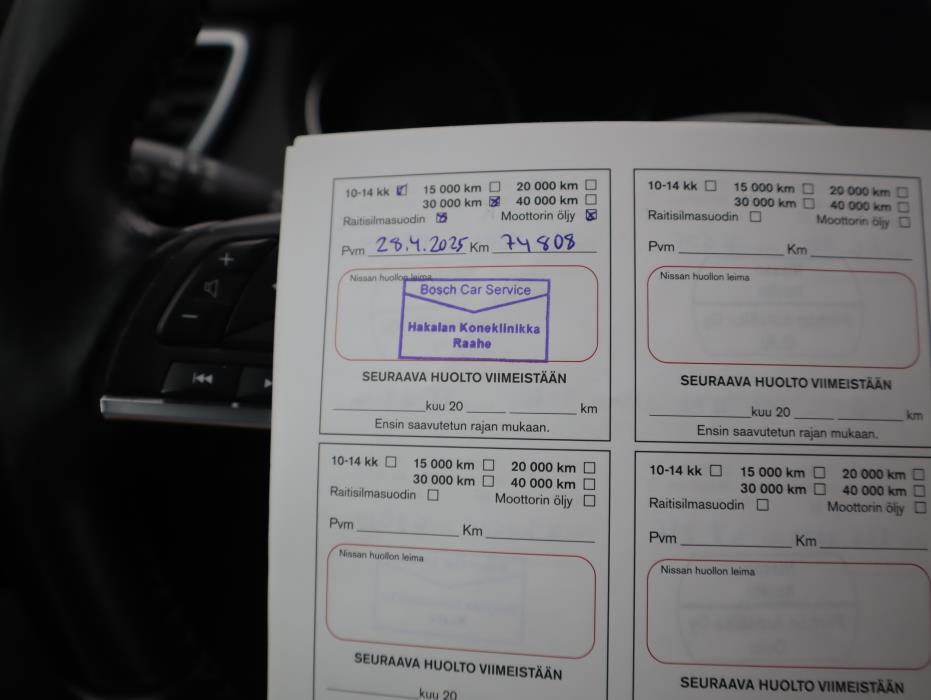 10-14 kk 15 000 km 20 000 km
30 000 km 40 000 km
Raitisilmasuodin Moottorin öljy
Pvm 28.4.2025 Km 74808
Nissan huollon leima
Bosch Car Service
Hakalan Koneklinikka
Raahe
SEURAAVA HUOLTO VIIMEISTÄÄN
kuu 20 km
Ensin saavutetun rajan mukaan.
10-14 kk 15 000 km 20 000 km
30 000 km 40 000 km
Raitisilmasuodin Moottorin öljy
Pvm Km
Nissan huollon leima
SEURAAVA HUOLTO VIIMEISTÄÄN
kuu 20 km
Ensin saavutetun rajan mukaan.
10-14 kk 15 000 km 20 000 km
30 000 km 40 000 km
Raitisilmasuodin Moottorin öljy
Pvm Km
Nissan huollon leima
SEURAAVA HUOLTO VIIMEISTÄÄN
kuu 20
10-14 kk 15 000 km 20 000 km
30 000 km 40 000 km
Raitisilmasuodin Moottorin öljy
Pvm Km
Nissan huollon leima
SEURAAVA HUOLTO VIIMEISTÄÄN